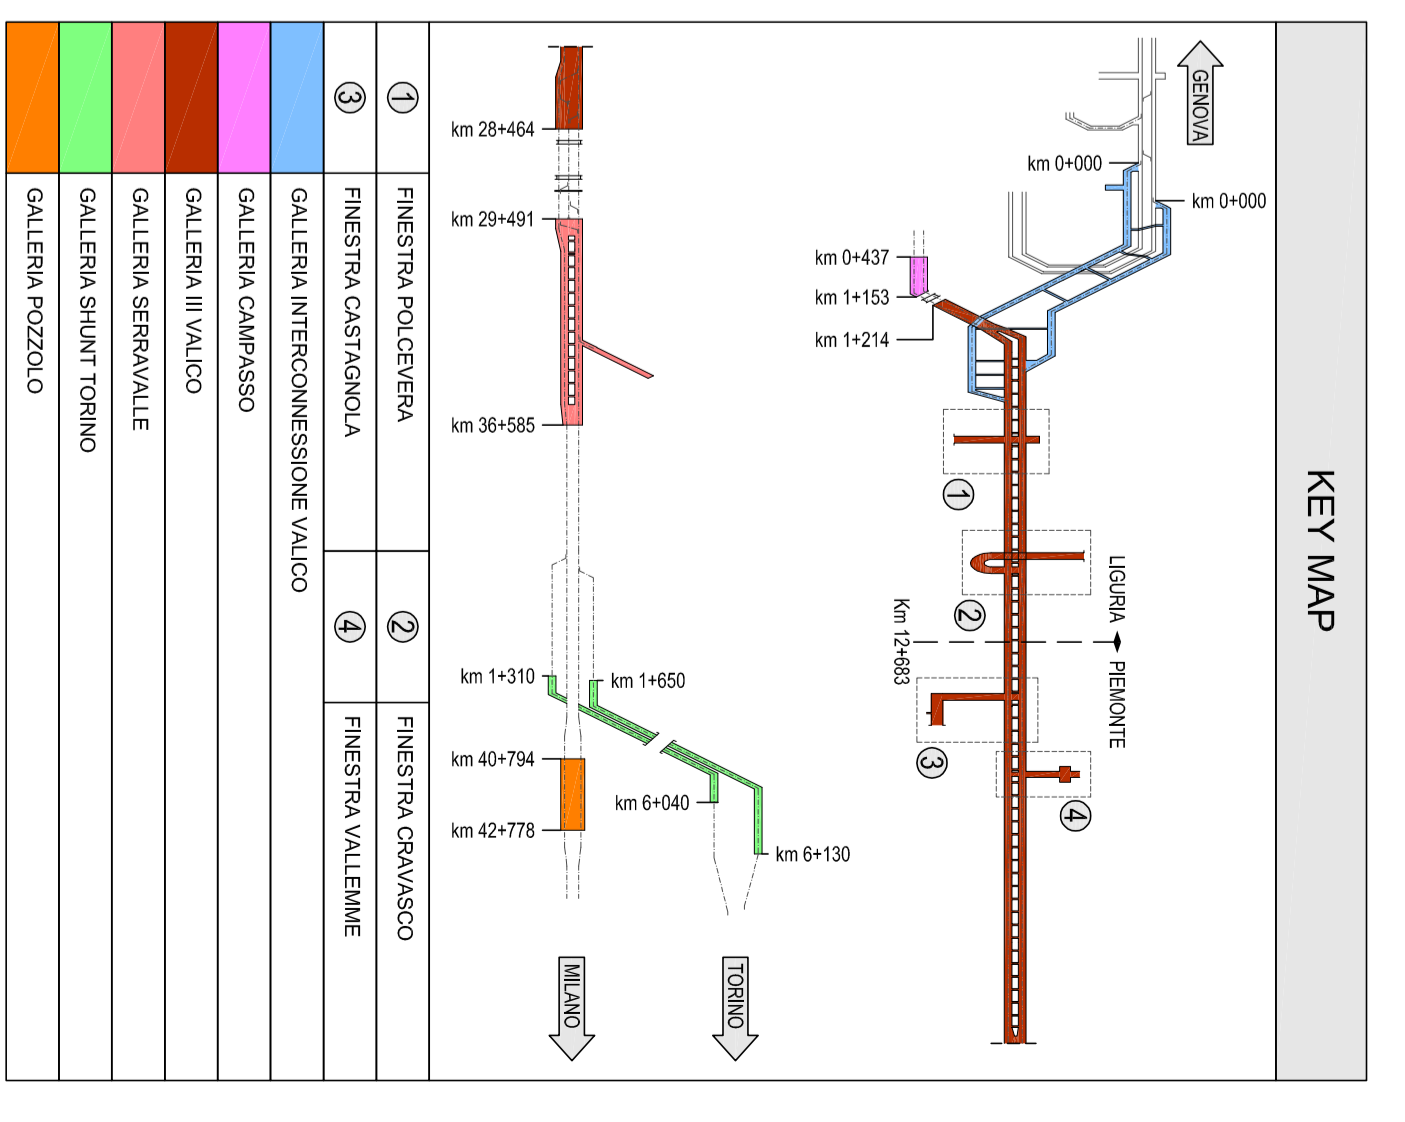 KEY MAP
GENOVA
km 0+000
km 0+000
km 0+437
km 1+153
km 1+214
1
2
LIGURIA
PIEMONTE
Km 12+683
3
4
km 28+464
km 29+491
km 36+585
km 1+310
km 1+650
km 40+794
km 42+778
km 6+040
km 6+130
MILANO
TORINO
1 FINESTRA POLCEVERA
2 FINESTRA CRAVASCO
3 FINESTRA CASTAGNOLA
4 FINESTRA VALLEMME
GALLERIA INTERCONNESSIONE VALICO
GALLERIA CAMPASSO
GALLERIA III VALICO
GALLERIA SERRAVALLE
GALLERIA SHUNT TORINO
GALLERIA POZZOLO